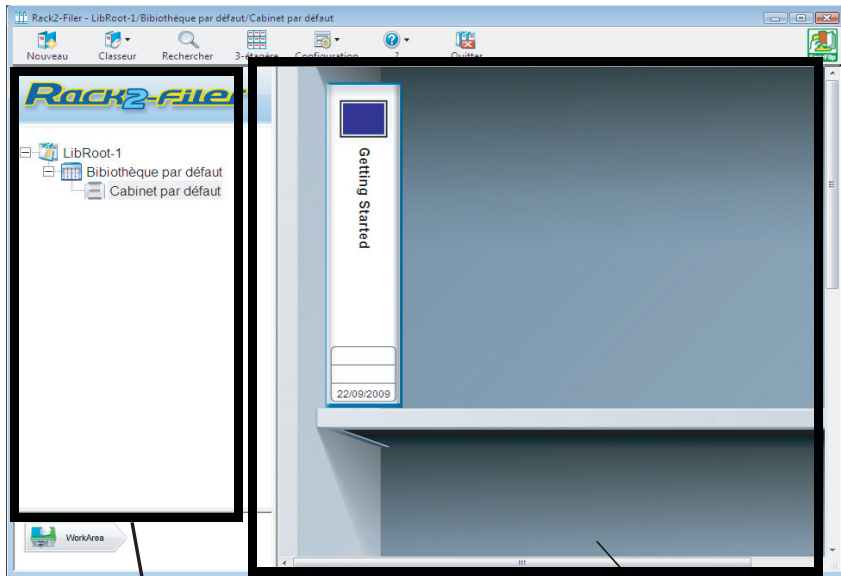 Rack2-Filer - LibRoot-1/Bibiothèque par défaut/Cabinet par défaut
Nouveau Classeur Rechercher 3-étagère Configuration ? Quitter
Rack2-Filer
LibRoot-1
Bibiothèque par défaut
Cabinet par défaut
Getting Started
22/09/2009
WorkArea